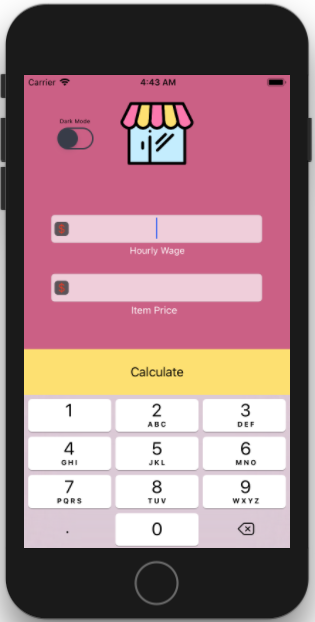 Carrier 4:43 AM
Dark Mode
$
Hourly Wage
$
Item Price
Calculate
1 2 3
ABC DEF
4 5 6
GHI JKL MNO
7 8 9
PQRS TUV WXYZ
. 0